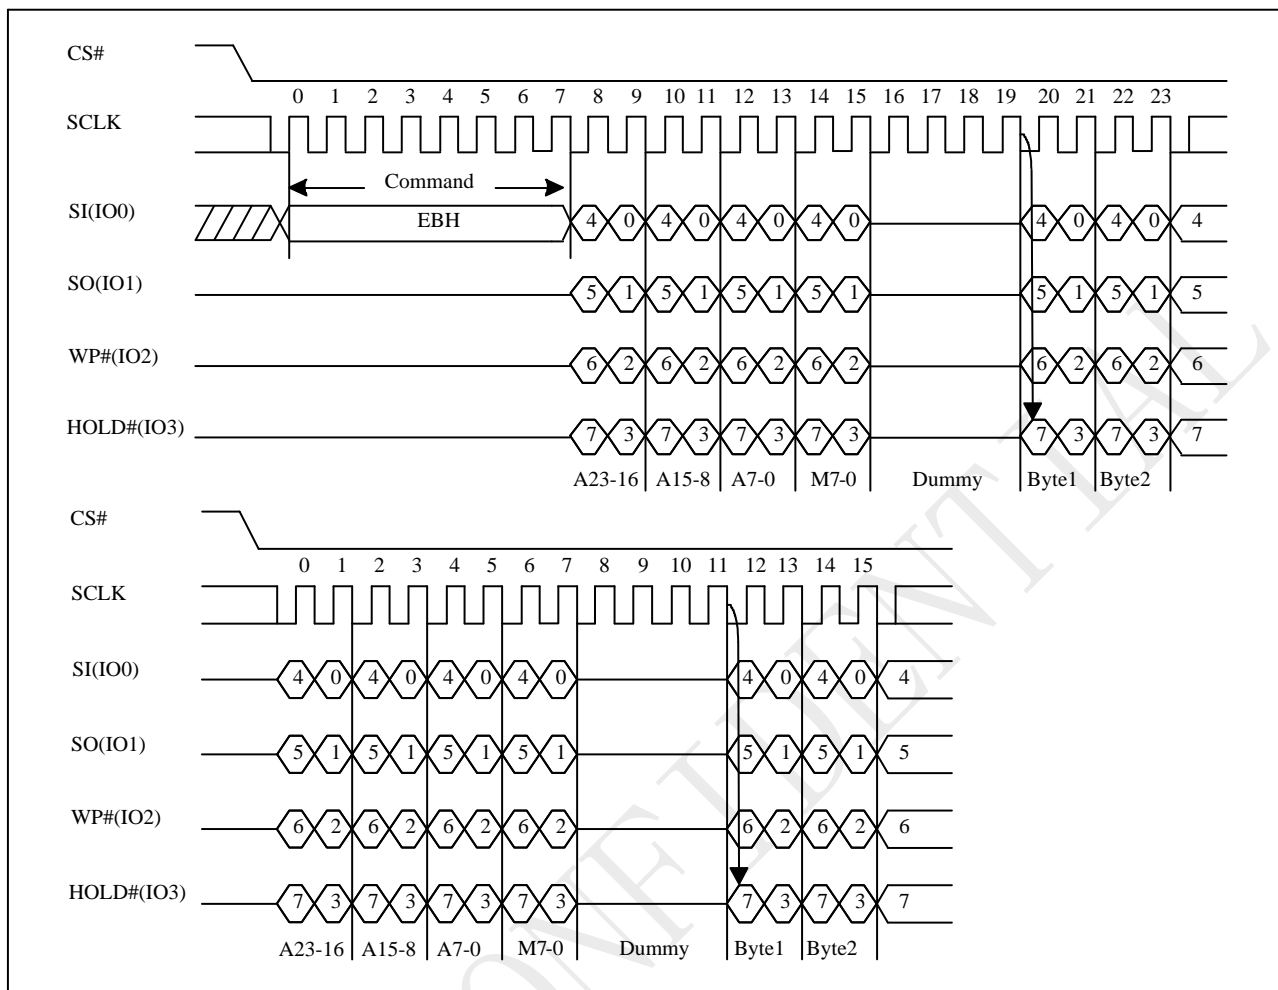 CS#
0 1 2 3 4 5 6 7 8 9 10 11 12 13 14 15 16 17 18 19 20 21 22 23
SCLK
Command
SI(IO0) EBH 4 0 4 0 4 0 4 0 4 0 4 0 4
SO(IO1) 5 1 5 1 5 1 5 1 5 1 5 1 5
WP#(IO2) 6 2 6 2 6 2 6 2 6 2 6 2 6
HOLD#(IO3) 7 3 7 3 7 3 7 3 7 3 7 3 7
A23-16 A15-8 A7-0 M7-0 Dummy Byte1 Byte2
CS#
0 1 2 3 4 5 6 7 8 9 10 11 12 13 14 15
SCLK
SI(IO0) 4 0 4 0 4 0 4 0 4 0 4 0 4
SO(IO1) 5 1 5 1 5 1 5 1 5 1 5 1 5
WP#(IO2) 6 2 6 2 6 2 6 2 6 2 6 2 6
HOLD#(IO3) 7 3 7 3 7 3 7 3 7 3 7 3 7
A23-16 A15-8 A7-0 M7-0 Dummy Byte1 Byte2
ONFIDENTIAL